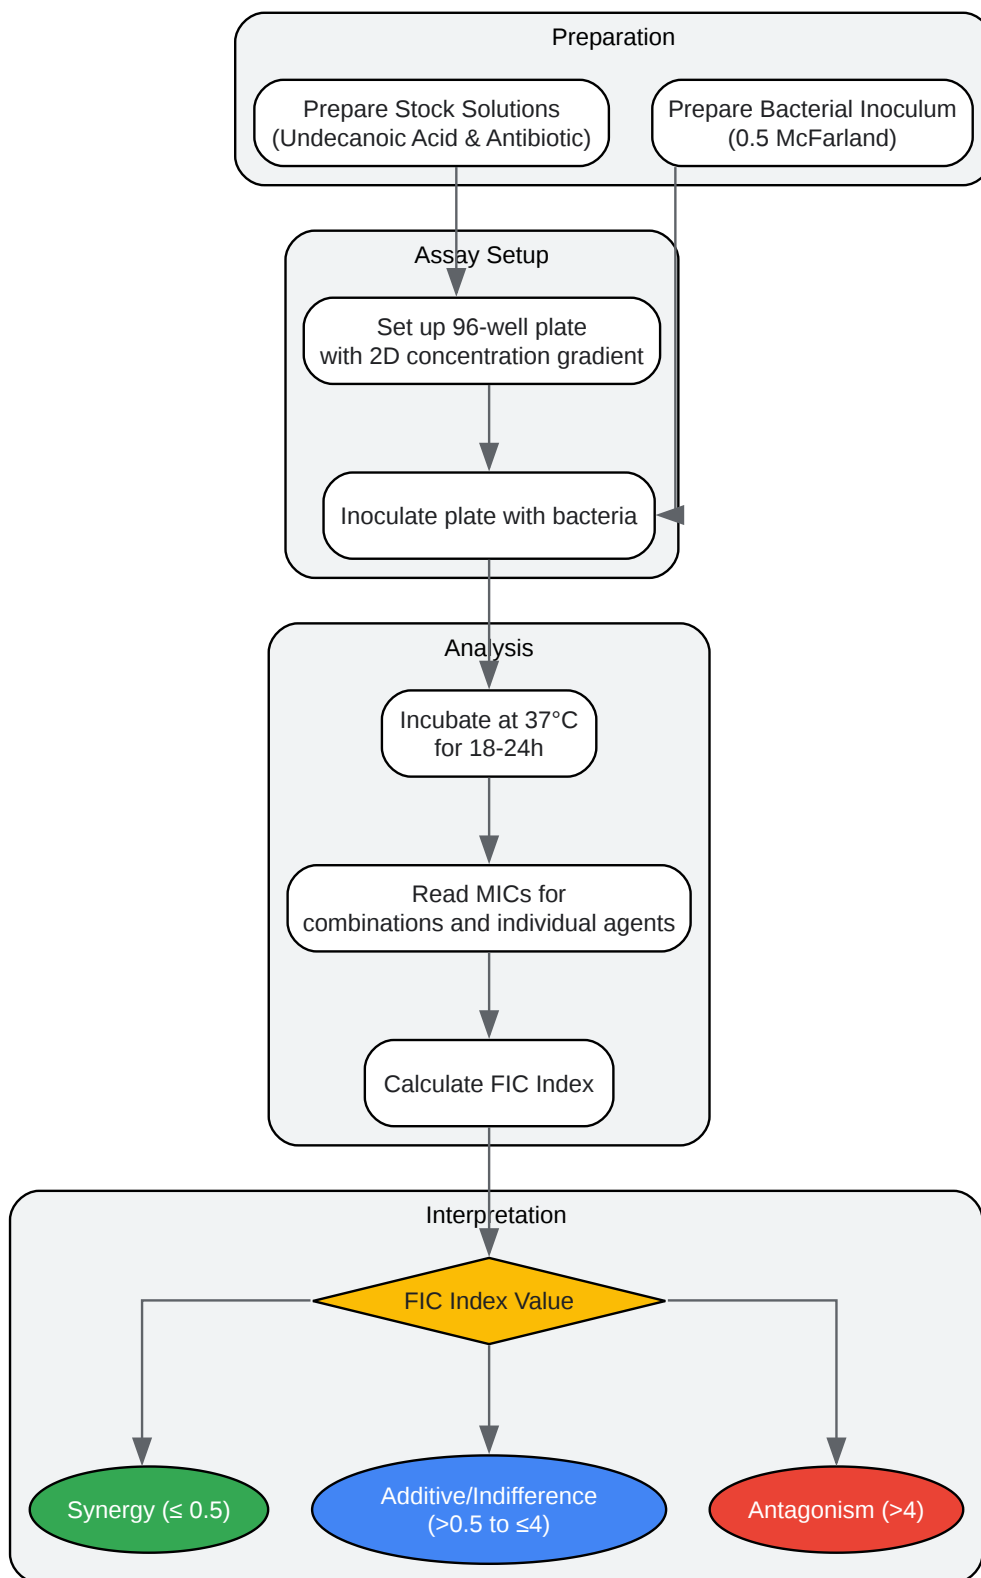 Preparation
Prepare Stock Solutions
(Undecanoic Acid & Antibiotic)
Prepare Bacterial Inoculum
(0.5 McFarland)
Assay Setup
Set up 96-well plate
with 2D concentration gradient
Inoculate plate with bacteria
Analysis
Incubate at 37°C
for 18-24h
Read MICs for
combinations and individual agents
Calculate FIC Index
Interpretation
FIC Index Value
Synergy (≤ 0.5)
Additive/Indifference
(>0.5 to ≤4)
Antagonism (>4)